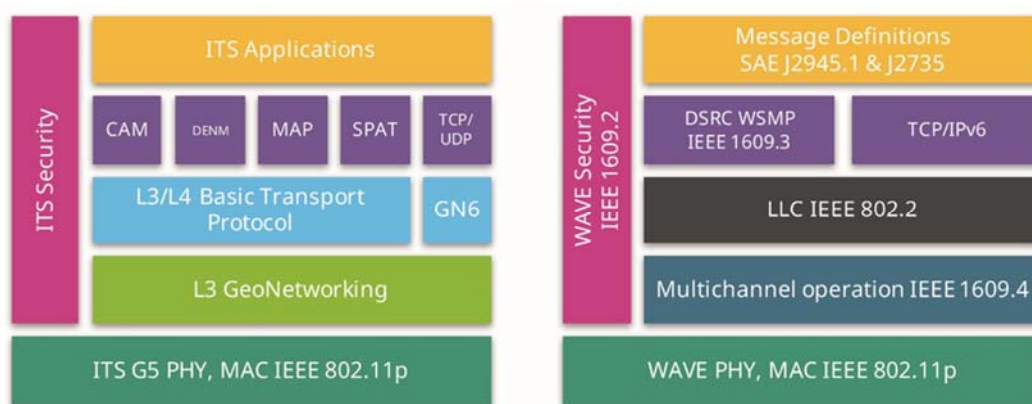 ITS Security
ITS Applications
CAM
DENM
MAP
SPAT
TCP/
UDP
L3/L4 Basic Transport
Protocol
GN6
L3 GeoNetworking
ITS G5 PHY, MAC IEEE 802.11p
WAVE Security
IEEE 1609.2
Message Definitions
SAE J2945.1 & J2735
DSRC WSMP
IEEE 1609.3
TCP/IPv6
LLC IEEE 802.2
Multichannel operation IEEE 1609.4
WAVE PHY, MAC IEEE 802.11p